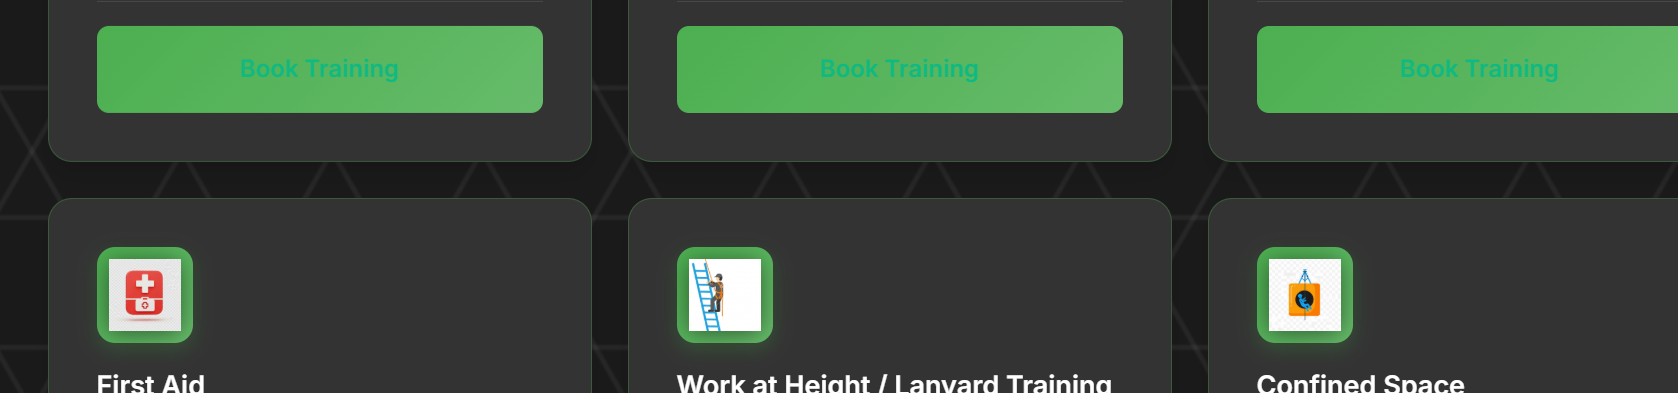 Book Training
Book Training
Book Training
First Aid
Work at Height / Lanyard Training
Confined Space